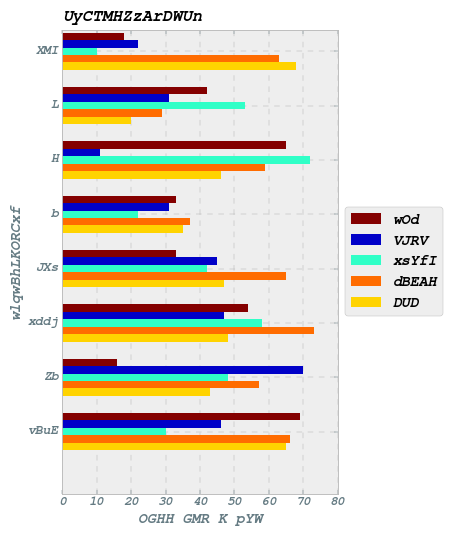 UyCTMHZzArDWUn
XMI
L
H
b
JXs
xddj
Zb
vBuE
wlqwBhLKORCxf
0 10 20 30 40 50 60 70 80
OGHH GMR K pYW
wOd
VJRV
xsYfI
dBEAH
DUD